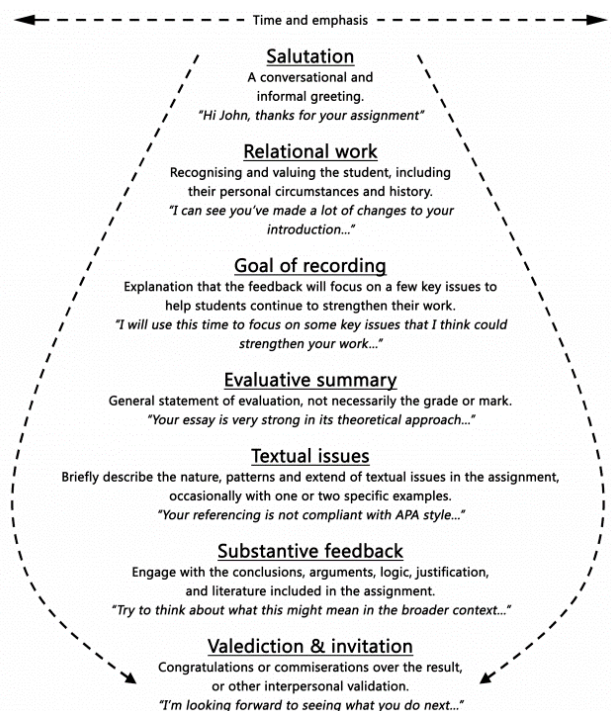 Time and emphasis
Salutation
A conversational and
informal greeting.
"Hi John, thanks for your assignment"
Relational work
Recognising and valuing the student, including
their personal circumstances and history.
"I can see you've made a lot of changes to your
introduction..."
Goal of recording
Explanation that the feedback will focus on a few key issues to
help students continue to strengthen their work.
"I will use this time to focus on some key issues that I think could
strengthen your work..."
Evaluative summary
General statement of evaluation, not necessarily the grade or mark.
"Your essay is very strong in its theoretical approach..."
Textual issues
Briefly describe the nature, patterns and extend of textual issues in the assignment,
occasionally with one or two specific examples.
"Your referencing is not compliant with APA style..."
Substantive feedback
Engage with the conclusions, arguments, logic, justification,
and literature included in the assignment.
"Try to think about what this might mean in the broader context..."
Valediction & invitation
Congratulations or commiserations over the result,
or other interpersonal validation.
"I'm looking forward to seeing what you do next..."